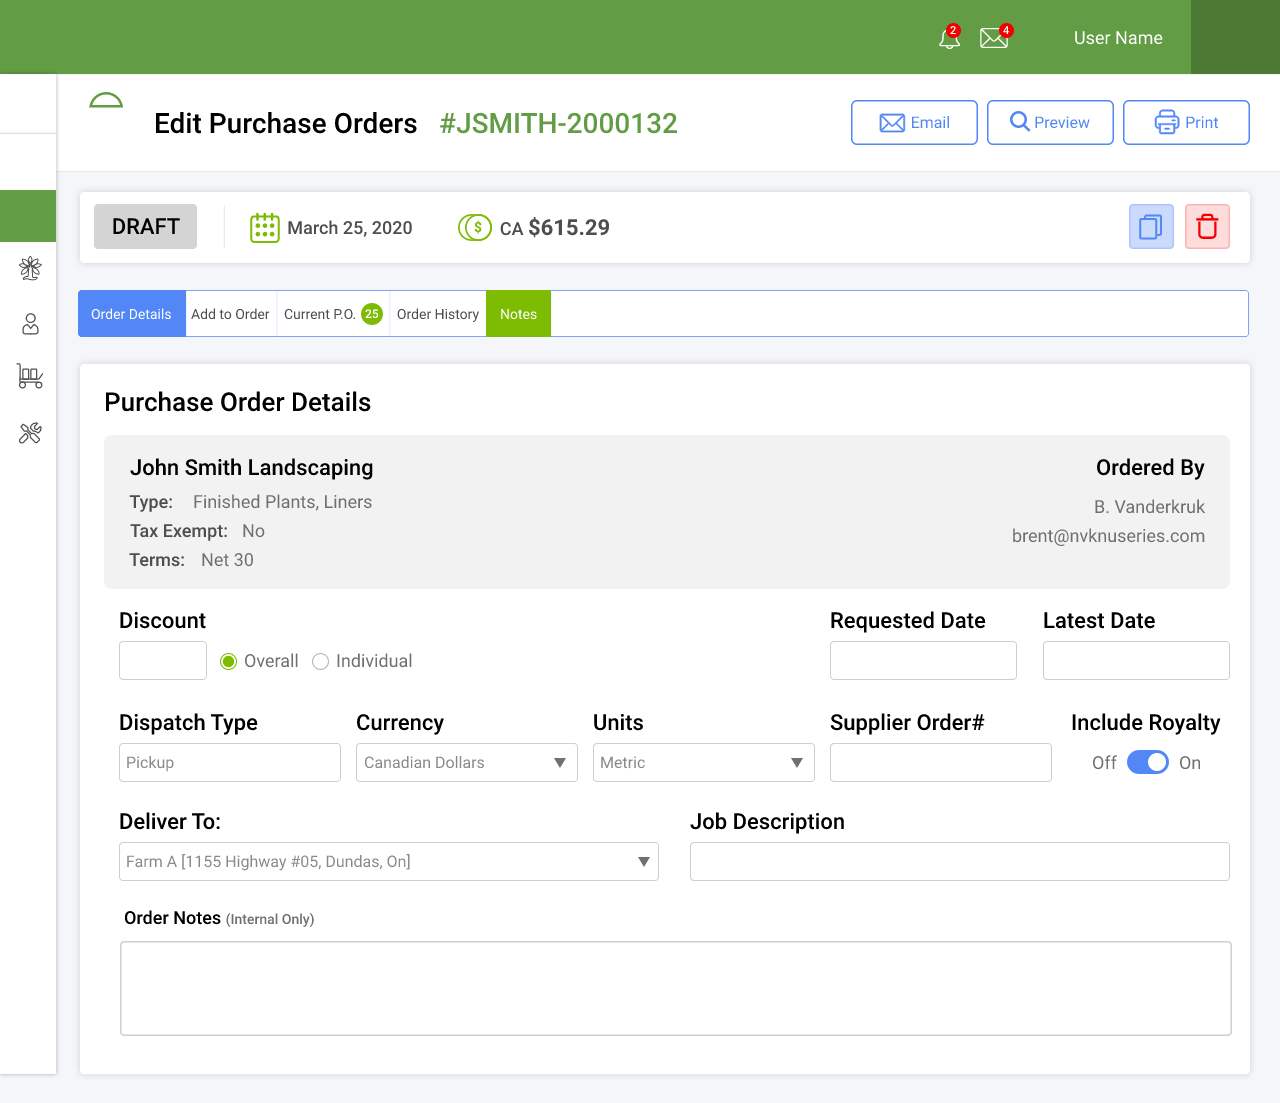 2
4
User Name
Edit Purchase Orders #JSMITH-2000132
Email
Preview
Print
DRAFT
March 25, 2020
$
CA $615.29
Order Details
Add to Order
Current P.O. 25
Order History
Notes
Purchase Order Details
John Smith Landscaping
Type: Finished Plants, Liners
Tax Exempt: No
Terms: Net 30
Ordered By
B. Vanderkruk
brent@nvknuseries.com
Discount
Overall
Individual
Requested Date
Latest Date
Dispatch Type
Currency
Units
Supplier Order#
Include Royalty
Pickup
Canadian Dollars
Metric
Off
On
Deliver To:
Job Description
Farm A [1155 Highway #05, Dundas, On]
Order Notes (Internal Only)